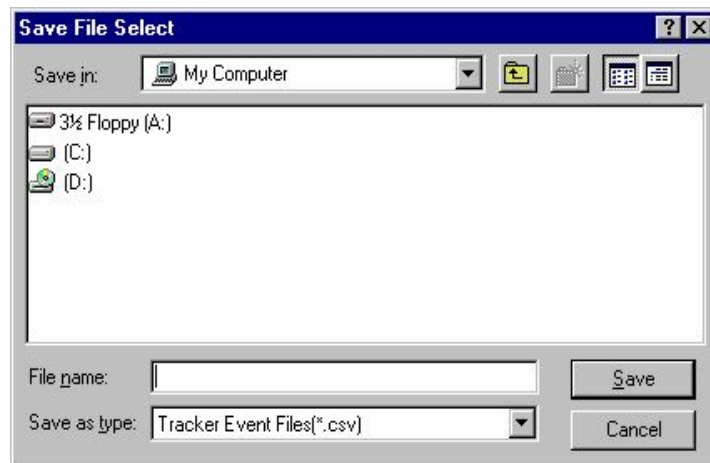 Save File Select
Save in: My Computer
3½ Floppy (A:)
(C:)
(D:)
File name:
Save
Save as type: Tracker Event Files(*.csv)
Cancel